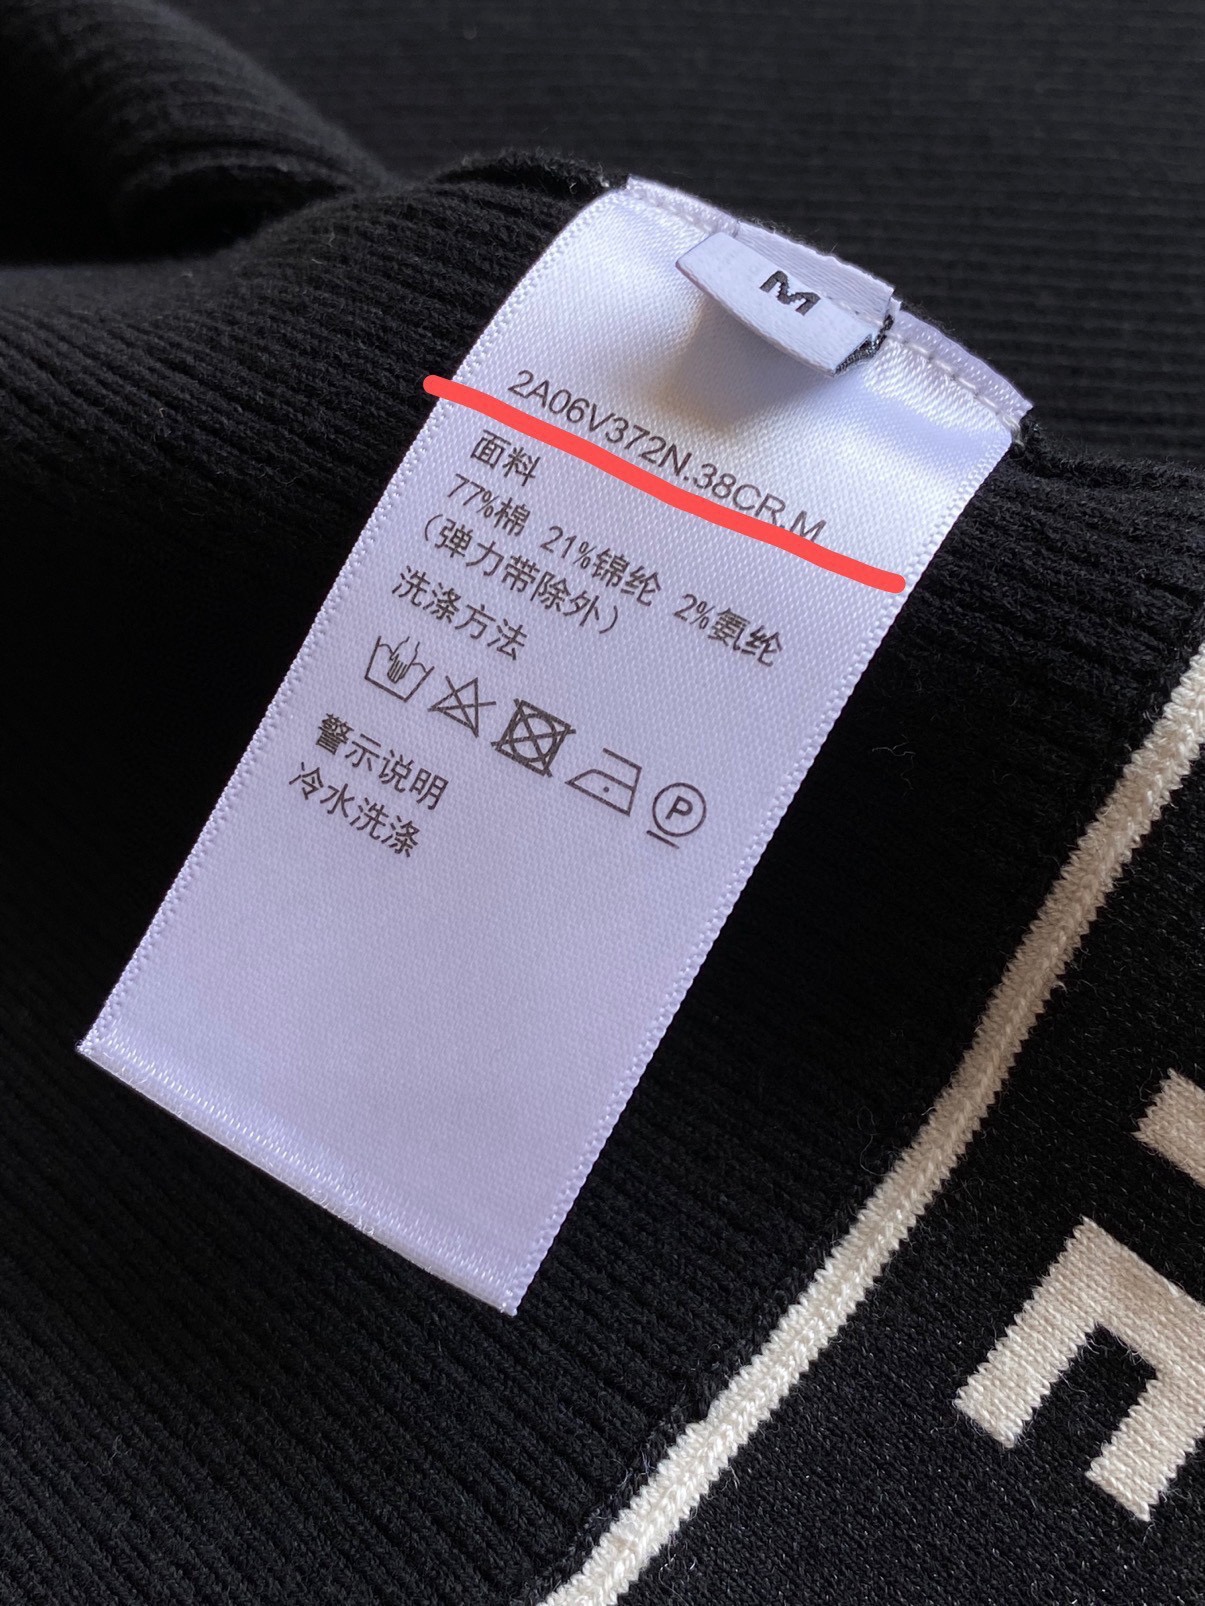 M
2A06V372N.38CR.M
面料
77%棉 21%锦纶 2%氨纶
（弹力带除外）
洗涤方法
P
警示说明
冷水洗涤